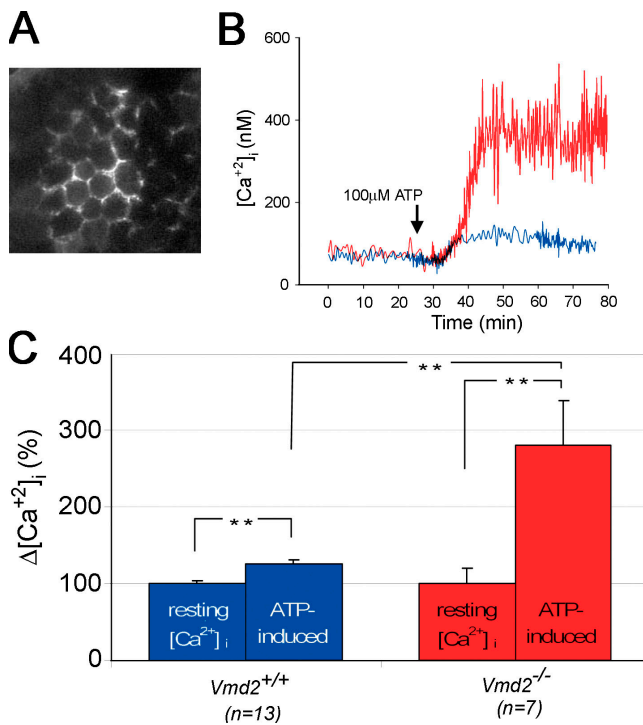 A
B
600
400
200
0
[Ca+2]i (nM)
100µM ATP
0 10 20 30 40 50 60 70 80
Time (min)
C
400
300
200
100
0
Δ[Ca+2]i (%)
**
**
**
resting
[Ca2+]i
ATP-
induced
resting
[Ca2+]i
ATP-
induced
Vmd2+/+
(n=13)
Vmd2-/-
(n=7)